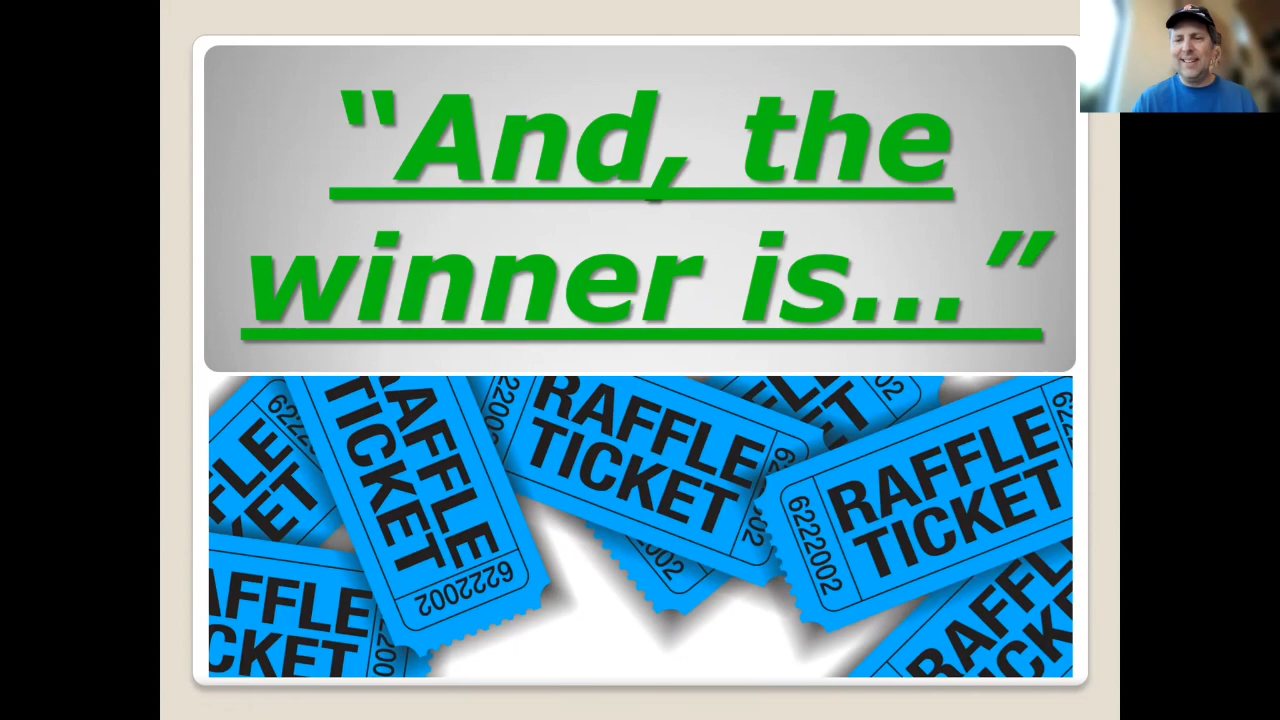 “And, the
winner is…”
RAFFLE
TICKET
6222002
RAFFLE
TICKET
RAFFLE
TICKET
6222002